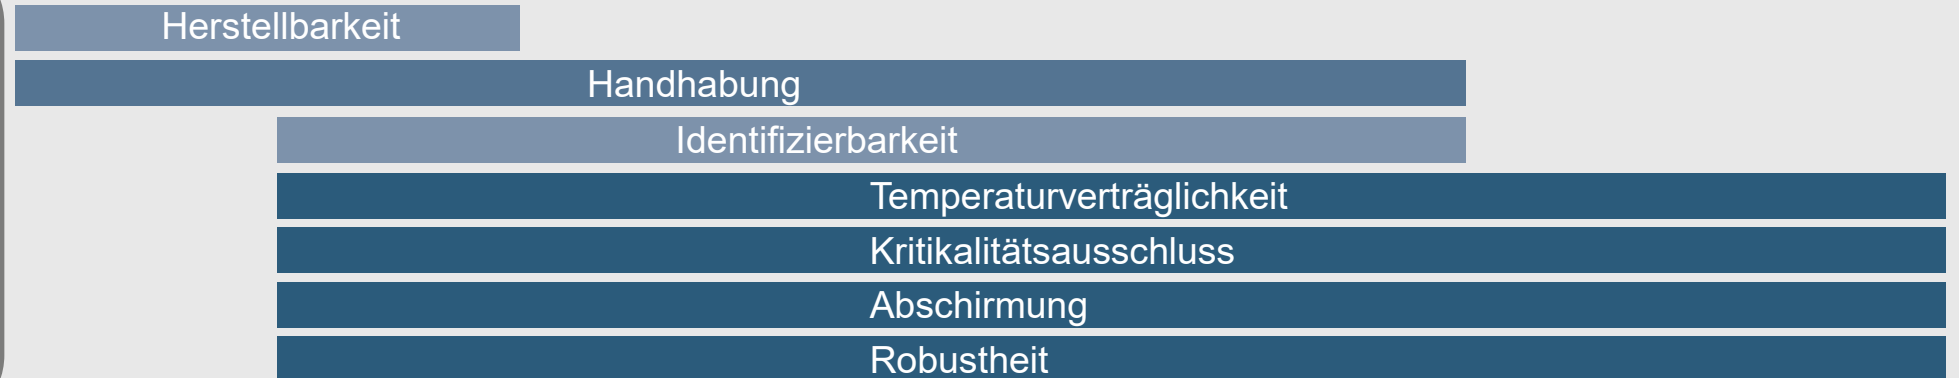 Herstellbarkeit
Handhabung
Identifizierbarkeit
Temperaturverträglichkeit
Kritikalitätsausschluss
Abschirmung
Robustheit